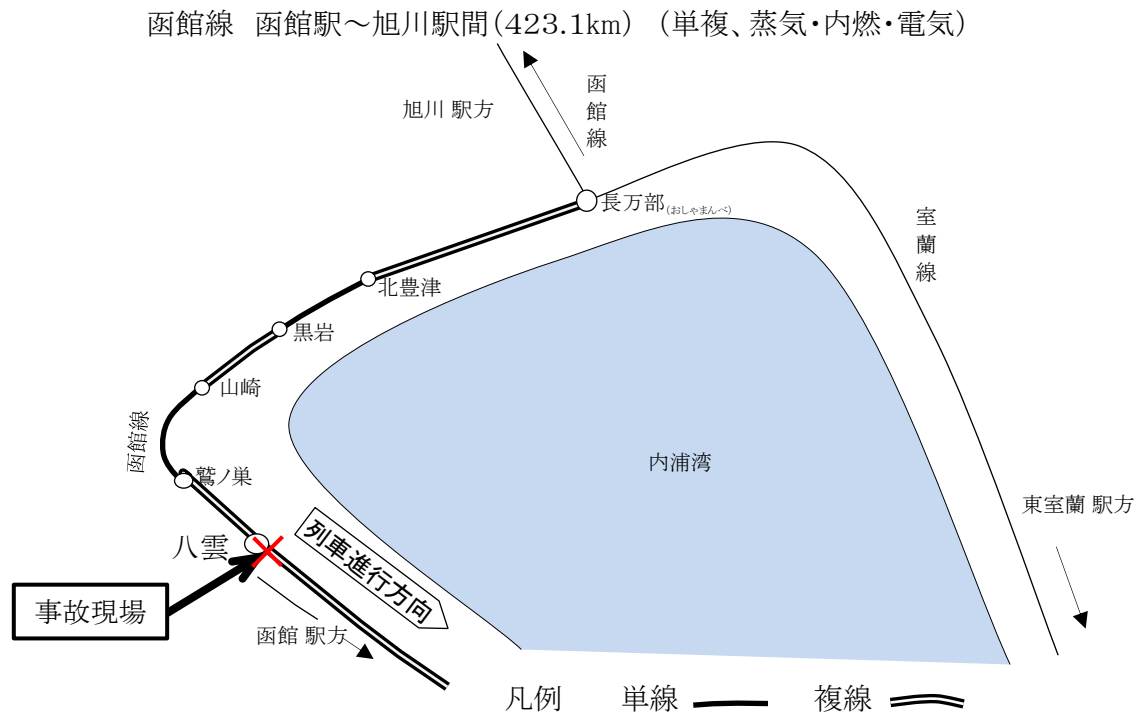 函館線 函館駅～旭川駅間(423.1km) (単複、蒸気・内燃・電気)
旭川 駅方
函館線
長万部(おしゃまんべ)
室蘭線
北豊津
黒岩
山崎
函館線
鷲ノ巣
内浦湾
東室蘭 駅方
列車進行方向
八雲
事故現場
函館 駅方
凡例 単線 複線